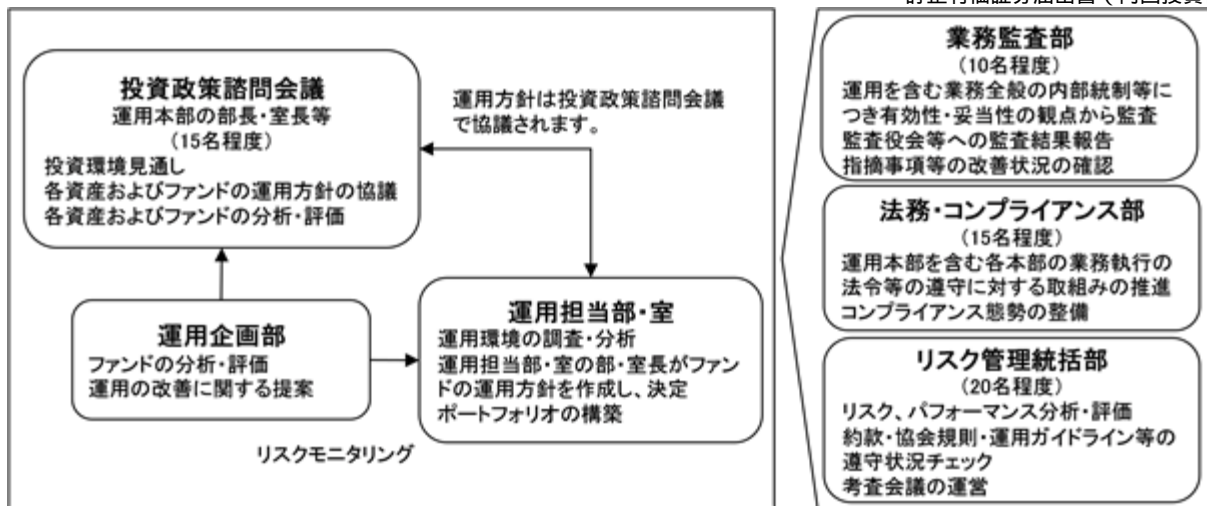 投資政策諮問会議
運用本部の部長・室長等
(15名程度)
投資環境見通し
各資産およびファンドの運用方針の協議
各資産およびファンドの分析・評価
運用方針は投資政策諮問会議
で協議されます。
運用企画部
ファンドの分析・評価
運用の改善に関する提案
運用担当部・室
運用環境の調査・分析
運用担当部・室の部・室長がファン
ドの運用方針を作成し、決定
ポートフォリオの構築
リスクモニタリング
業務監査部
(10名程度)
運用を含む業務全般の内部統制等に
つき有効性・妥当性の観点から監査
監査役会等への監査結果報告
指摘事項等の改善状況の確認
法務・コンプライアンス部
(15名程度)
運用本部を含む各本部の業務執行の
法令等の遵守に対する取組みの推進
コンプライアンス態勢の整備
リスク管理統括部
(20名程度)
リスク、パフォーマンス分析・評価
約款・協会規則・運用ガイドライン等の
遵守状況チェック
考査会議の運営